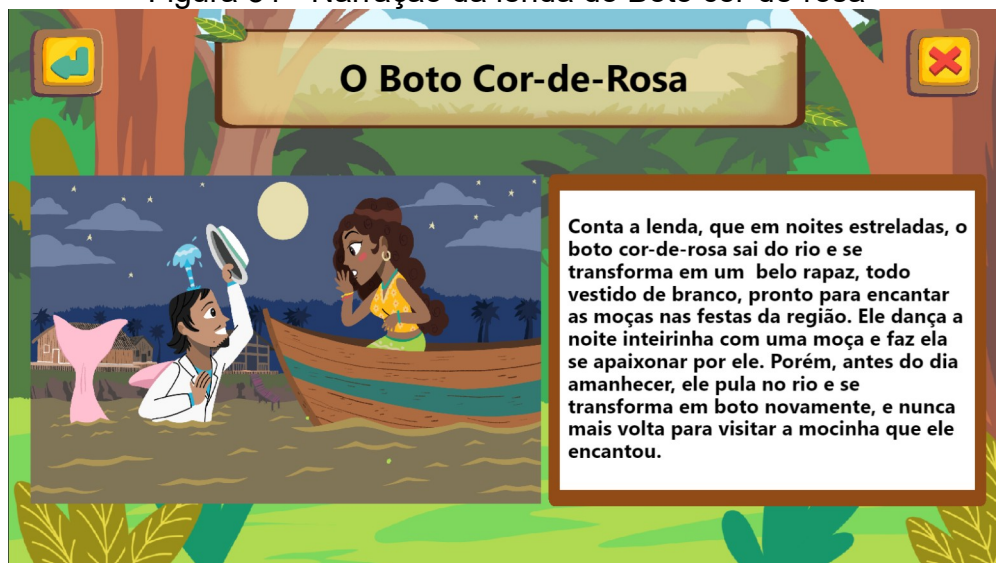 O Boto Cor-de-Rosa
Conta a lenda, que em noites estreladas, o
boto cor-de-rosa sai do rio e se
transforma em um belo rapaz, todo
vestido de branco, pronto para encantar
as moças nas festas da região. Ele dança a
noite inteirinha com uma moça e faz ela
se apaixonar por ele. Porém, antes do dia
amanhecer, ele pula no rio e se
transforma em boto novamente, e nunca
mais volta para visitar a mocinha que ele
encantou.